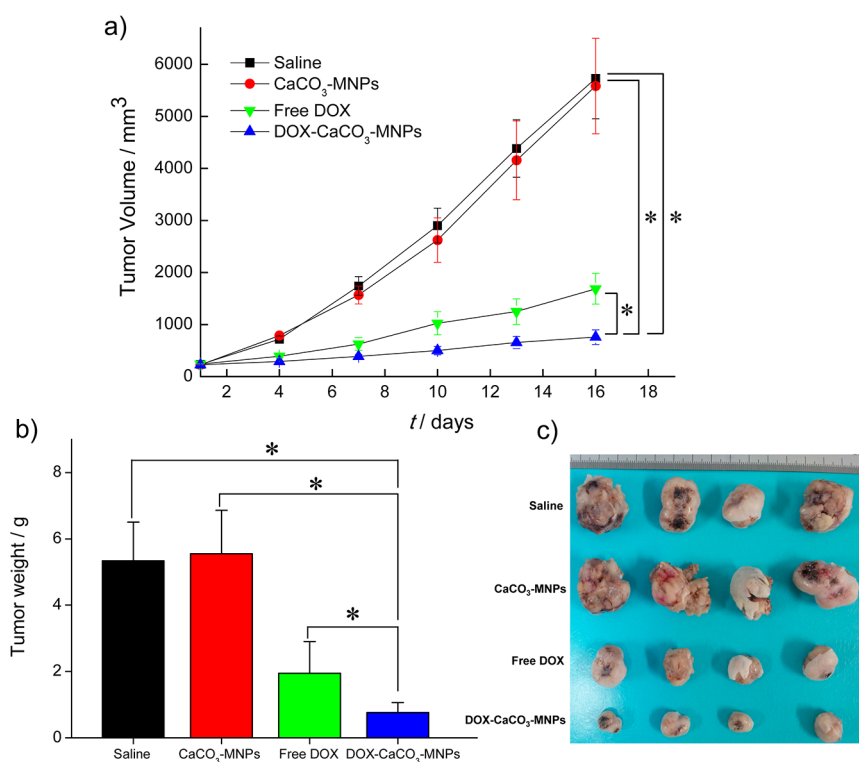 a)
Saline
CaCO₃-MNPs
Free DOX
DOX-CaCO₃-MNPs
Tumor Volume / mm³
6000
5000
4000
3000
2000
1000
0
* *
*
2 4 6 8 10 12 14 16 18
t / days
b)
Tumor weight / g
8
6
4
2
0
*
*
*
Saline CaCO₃-MNPs Free DOX DOX-CaCO₃-MNPs
c)
Saline
CaCO₃-MNPs
Free DOX
DOX-CaCO₃-MNPs